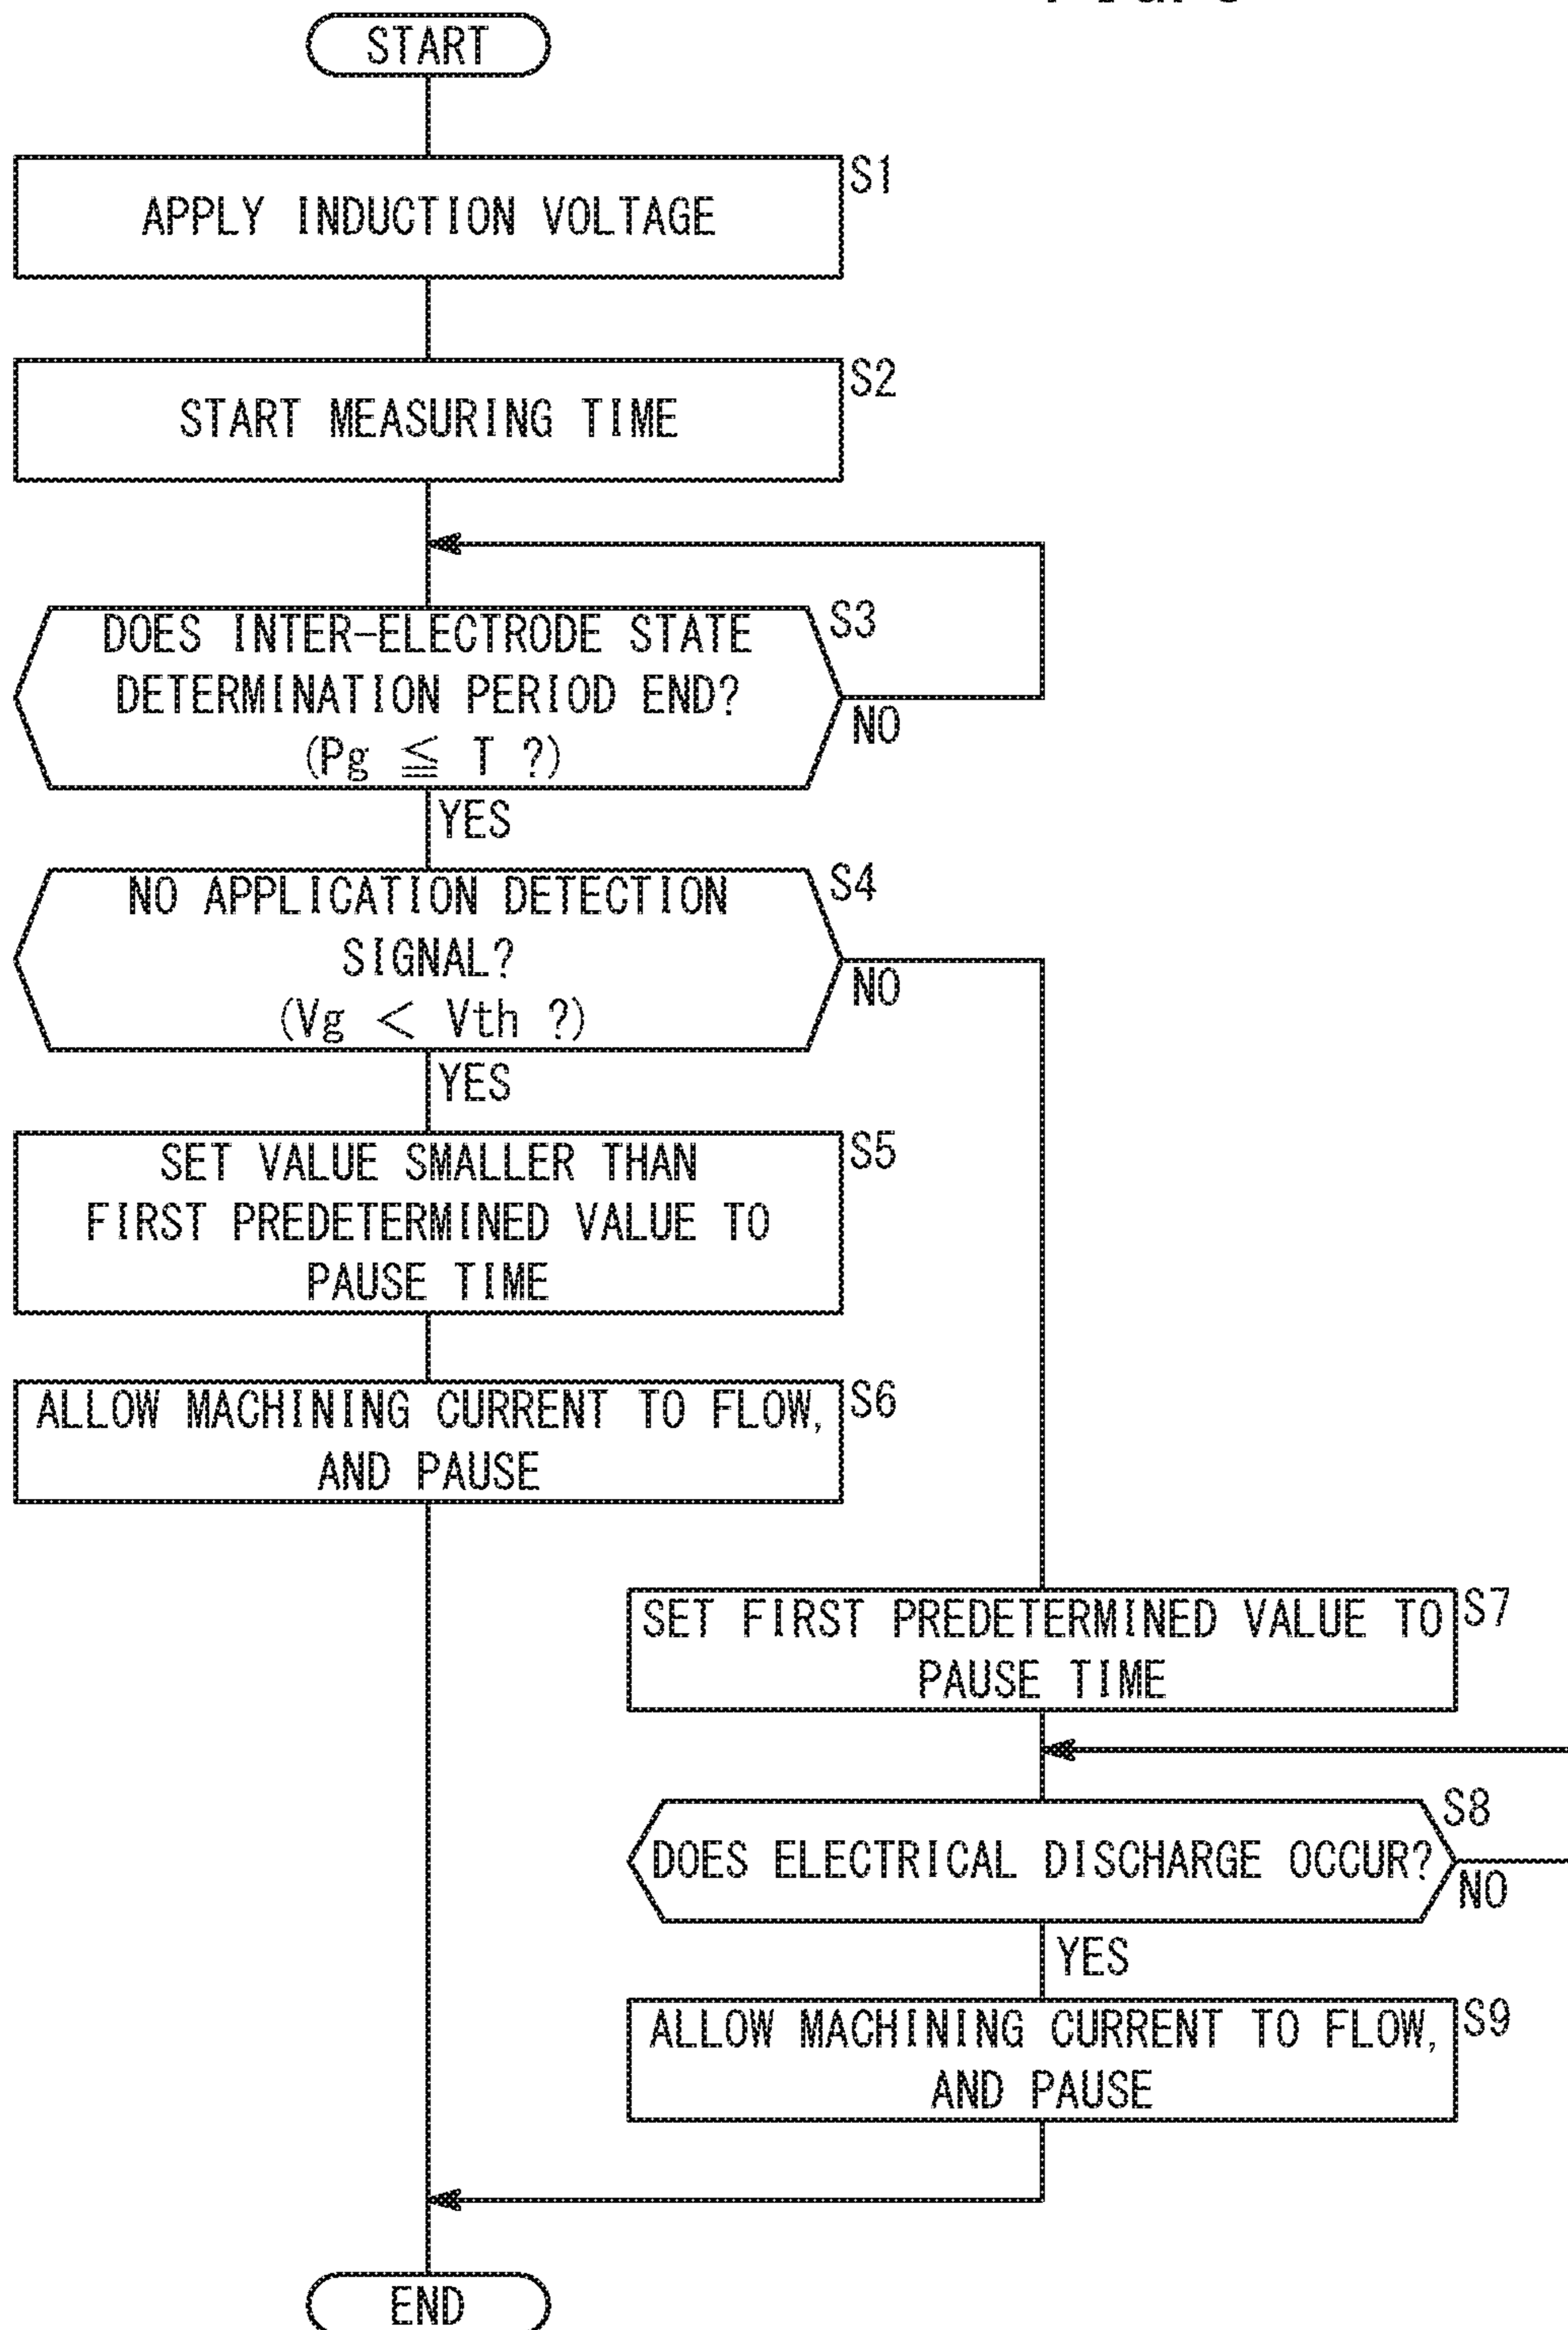 START
APPLY INDUCTION VOLTAGE
S1
START MEASURING TIME
S2
DOES INTER-ELECTRODE STATE
DETERMINATION PERIOD END?
(Pg ≦ T ?)
S3
NO
YES
NO APPLICATION DETECTION
SIGNAL?
(Vg < Vth ?)
S4
NO
YES
SET VALUE SMALLER THAN
FIRST PREDETERMINED VALUE TO
PAUSE TIME
S5
ALLOW MACHINING CURRENT TO FLOW,
AND PAUSE
S6
SET FIRST PREDETERMINED VALUE TO
PAUSE TIME
S7
DOES ELECTRICAL DISCHARGE OCCUR?
S8
NO
YES
ALLOW MACHINING CURRENT TO FLOW,
AND PAUSE
S9
END